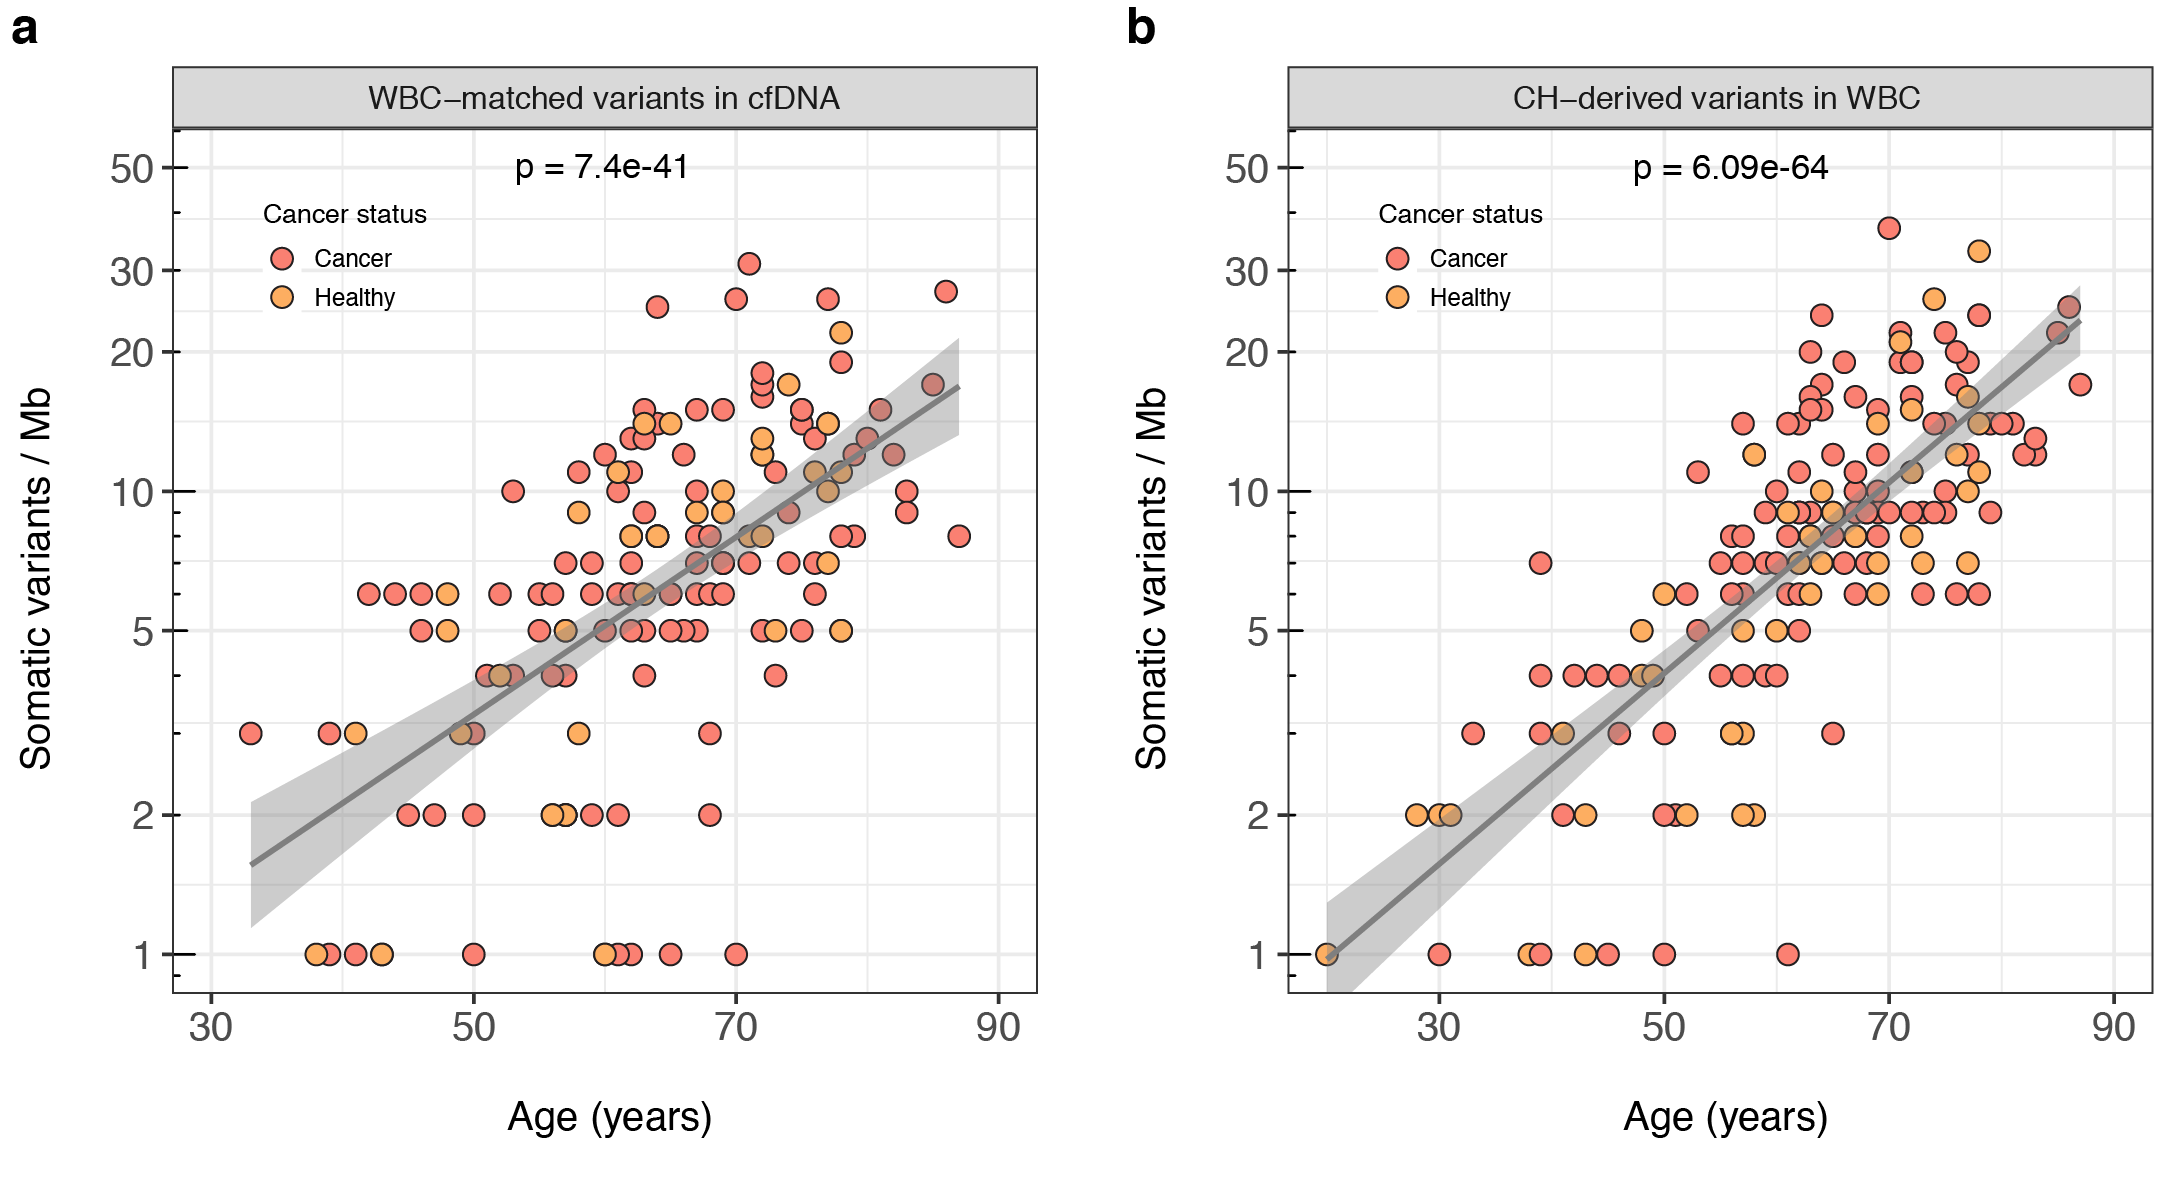 a
WBC–matched variants in cfDNA
p = 7.4e-41
Cancer status
Cancer
Healthy
50
30
20
10
5
2
1
Somatic variants / Mb
30 50 70 90
Age (years)
b
CH–derived variants in WBC
p = 6.09e-64
Cancer status
Cancer
Healthy
50
30
20
10
5
2
1
Somatic variants / Mb
30 50 70 90
Age (years)